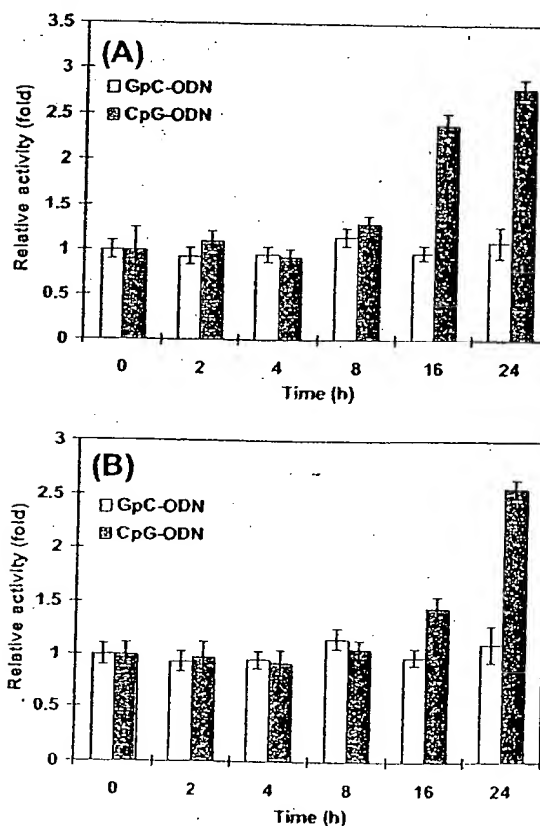 3.5
(A)
3
GpC-ODN
2.5
CpG-ODN
2
1.5
1
0.5
0
Relative activity (fold)
0 2 4 8 16 24
Time (h)
3
(B)
2.5
GpC-ODN
2
CpG-ODN
1.5
1
0.5
0
Relative activity (fold)
0 2 4 8 16 24
Time (h)